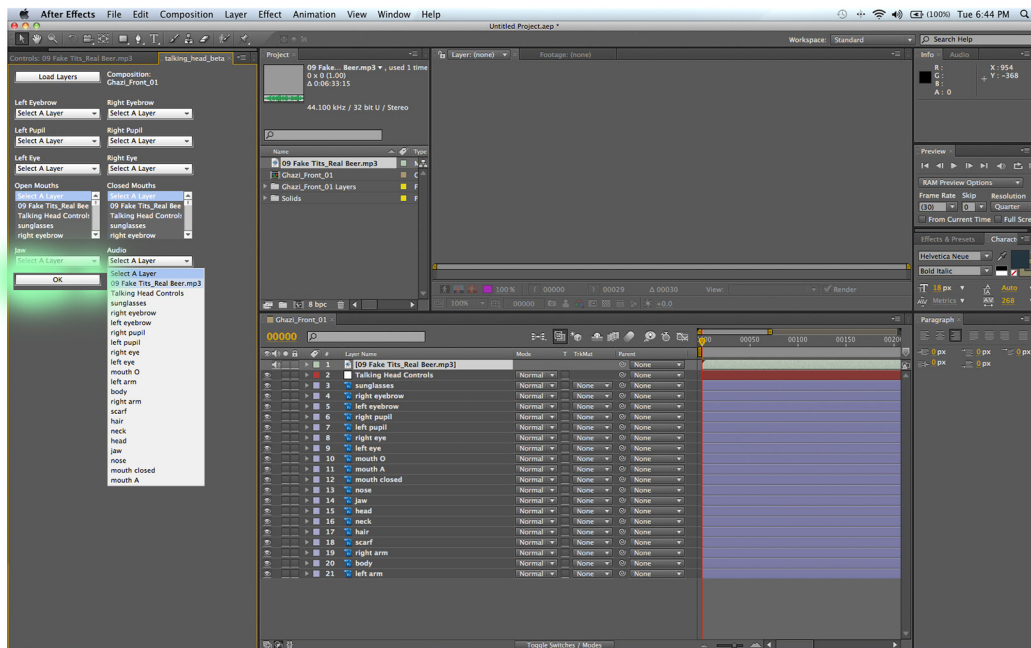 After Effects File Edit Composition Layer Effect Animation View Window Help (100%) Tue 6:44 PM
Untitled Project.aep *
Workspace: Standard Search Help
Controls: 09 Fake Tits_Real Beer.mp3 talking_head_beta
Load Layers
Composition:
Ghazi_Front_01
Left Eyebrow Right Eyebrow
Select A Layer Select A Layer
Left Pupil Right Pupil
Select A Layer Select A Layer
Left Eye Right Eye
Select A Layer Select A Layer
Open Mouths Closed Mouths
Select A Layer Select A Layer
09 Fake Tits_Real Bee 09 Fake Tits_Real Bee
Talking Head Controls Talking Head Controls
sunglasses sunglasses
right eyebrow right eyebrow
Jaw Audio
Select A Layer Select A Layer
OK
Select A Layer
09 Fake Tits_Real Beer.mp3
Talking Head Controls
sunglasses
right eyebrow
left eyebrow
right pupil
left pupil
right eye
left eye
mouth O
left arm
body
right arm
scarf
hair
neck
head
jaw
nose
mouth closed
mouth A
Project
09 Fake... Beer.mp3 , used 1 time
0 x 0 (1.00)
Δ 0:06:33:15
44.100 kHz / 32 bit U / Stereo
Name Type
09 Fake Tits_Real Beer.mp3
Ghazi_Front_01
Ghazi_Front_01 Layers F
Solids F
8 bpc
Layer: (none) Footage: (none)
100% 00000 00029 Δ 00030 View: Render
100% 00000 +0.0
Info Audio
R :
G :
B :
A : 0
X : 954
Y : -368
Preview
RAM Preview Options
Frame Rate Skip Resolution
(30) 0 Quarter
From Current Time Full Scre
Effects & Presets Charact
Helvetica Neue
Bold Italic
18 px Auto
Metrics 268
Paragraph
0 px 0 px 0 px
0 px 0 px
Ghazi_Front_01
00000
00050 00100 00150 0020
# Layer Name Mode T TrkMat Parent
1 [09 Fake Tits_Real Beer.mp3] None
2 Talking Head Controls Normal None
3 sunglasses Normal None None
4 right eyebrow Normal None None
5 left eyebrow Normal None None
6 right pupil Normal None None
7 left pupil Normal None None
8 right eye Normal None None
9 left eye Normal None None
10 mouth O Normal None None
11 mouth A Normal None None
12 mouth closed Normal None None
13 nose Normal None None
14 jaw Normal None None
15 head Normal None None
16 neck Normal None None
17 hair Normal None None
18 scarf Normal None None
19 right arm Normal None None
20 body Normal None None
21 left arm Normal None None
Toggle Switches / Modes